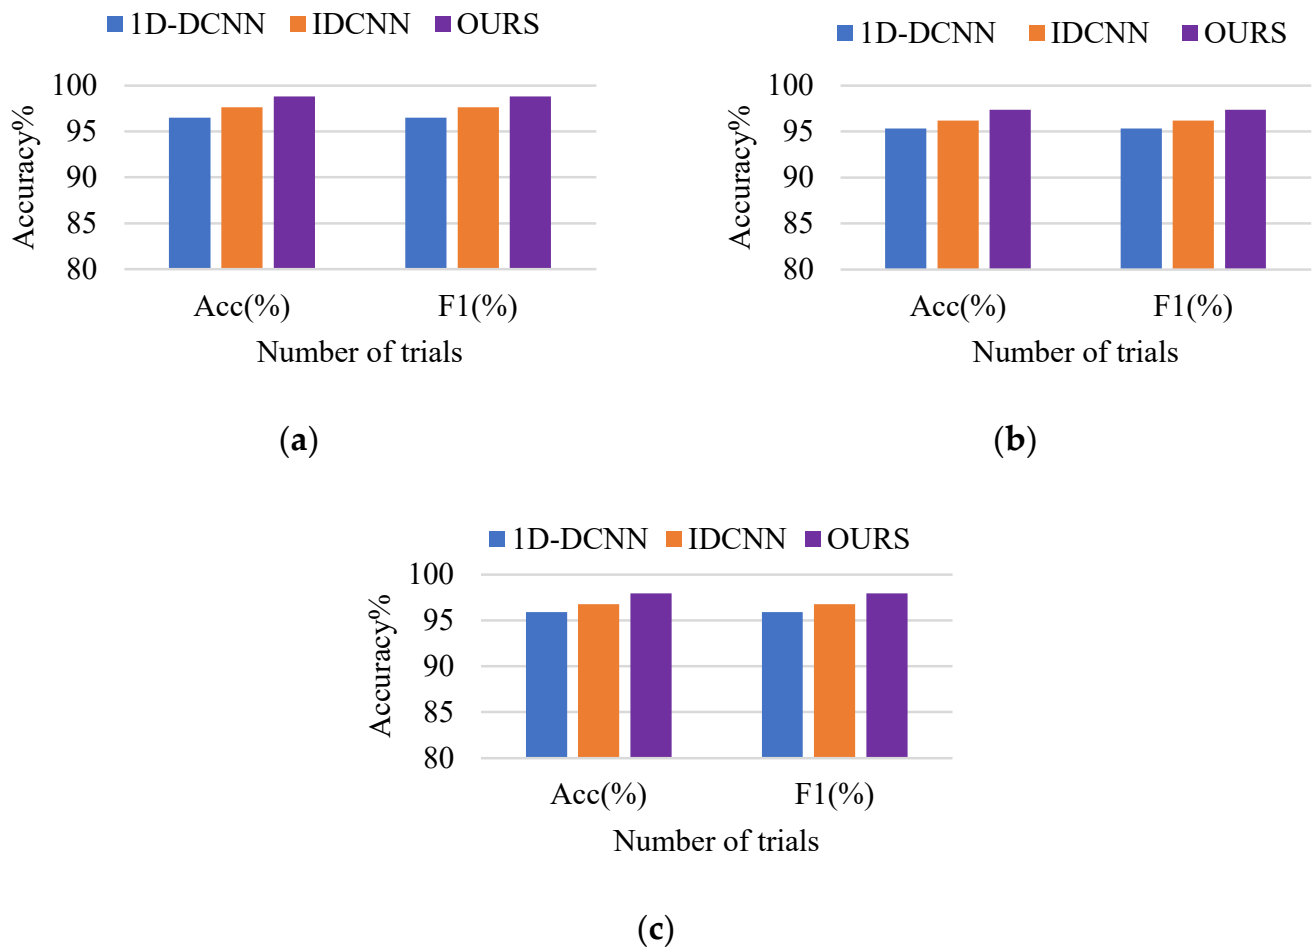 1D-DCNN IDCNN OURS
100
95
90
85
80
Accuracy%
Acc(%) F1(%)
Number of trials
(a)
1D-DCNN IDCNN OURS
100
95
90
85
80
Accuracy%
Acc(%) F1(%)
Number of trials
(b)
1D-DCNN IDCNN OURS
100
95
90
85
80
Accuracy%
Acc(%) F1(%)
Number of trials
(c)